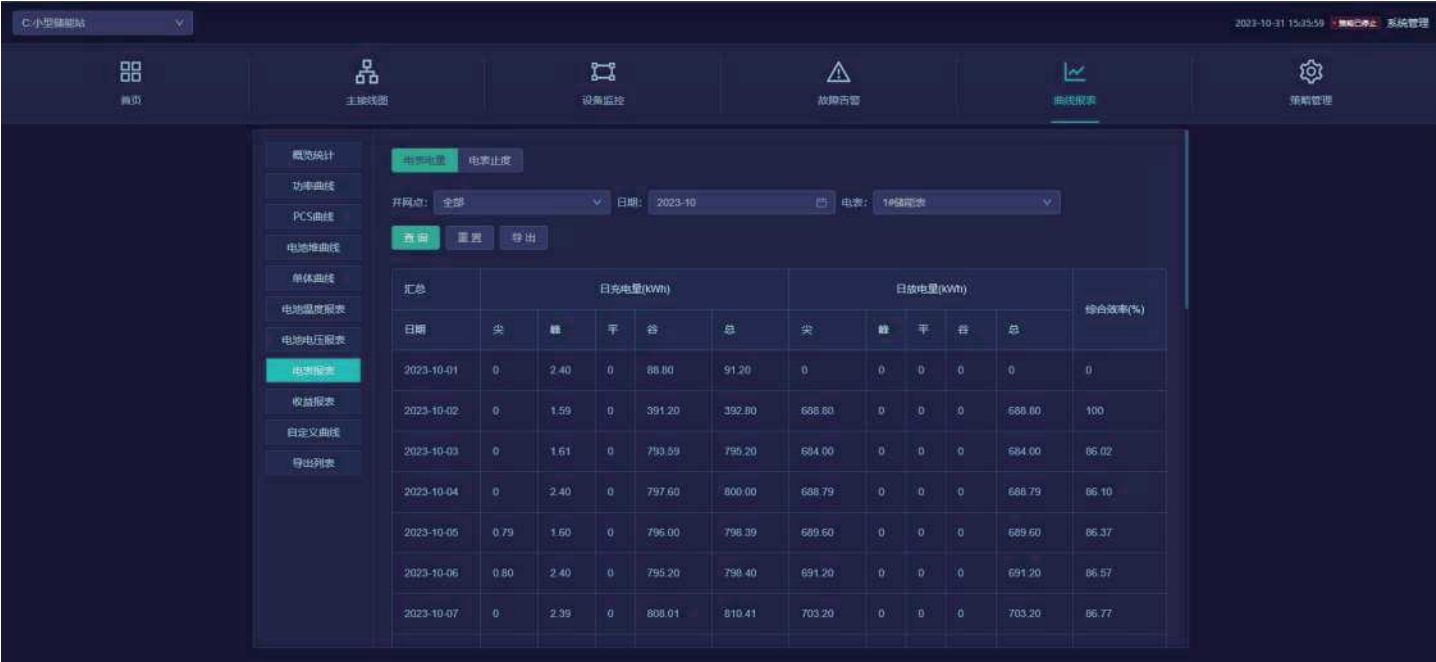 C:小型储能站
2023-10-31 15:35:59 策略已停止 系统管理
首页 主接线图 设备监控 故障告警 曲线报表 策略管理
概览统计
功率曲线
PCS曲线
电池堆曲线
单体曲线
电池温度报表
电池电压报表
电表报表
收益报表
自定义曲线
导出列表
电表电量 电表止度
并网点: 全部 日期: 2023-10 电表: 1#储能表
查询 重置 导出
汇总 日充电量(kWh) 日放电量(kWh) 综合效率(%)
日期 尖 峰 平 谷 总 尖 峰 平 谷 总
2023-10-01 0 2.40 0 88.80 91.20 0 0 0 0 0 0
2023-10-02 0 1.59 0 391.20 392.80 688.80 0 0 0 688.80 100
2023-10-03 0 1.61 0 793.59 795.20 684.00 0 0 0 684.00 86.02
2023-10-04 0 2.40 0 797.60 800.00 688.79 0 0 0 688.79 86.10
2023-10-05 0.79 1.60 0 796.00 798.39 689.60 0 0 0 689.60 86.37
2023-10-06 0.80 2.40 0 795.20 798.40 691.20 0 0 0 691.20 86.57
2023-10-07 0 2.39 0 808.01 810.41 703.20 0 0 0 703.20 86.77